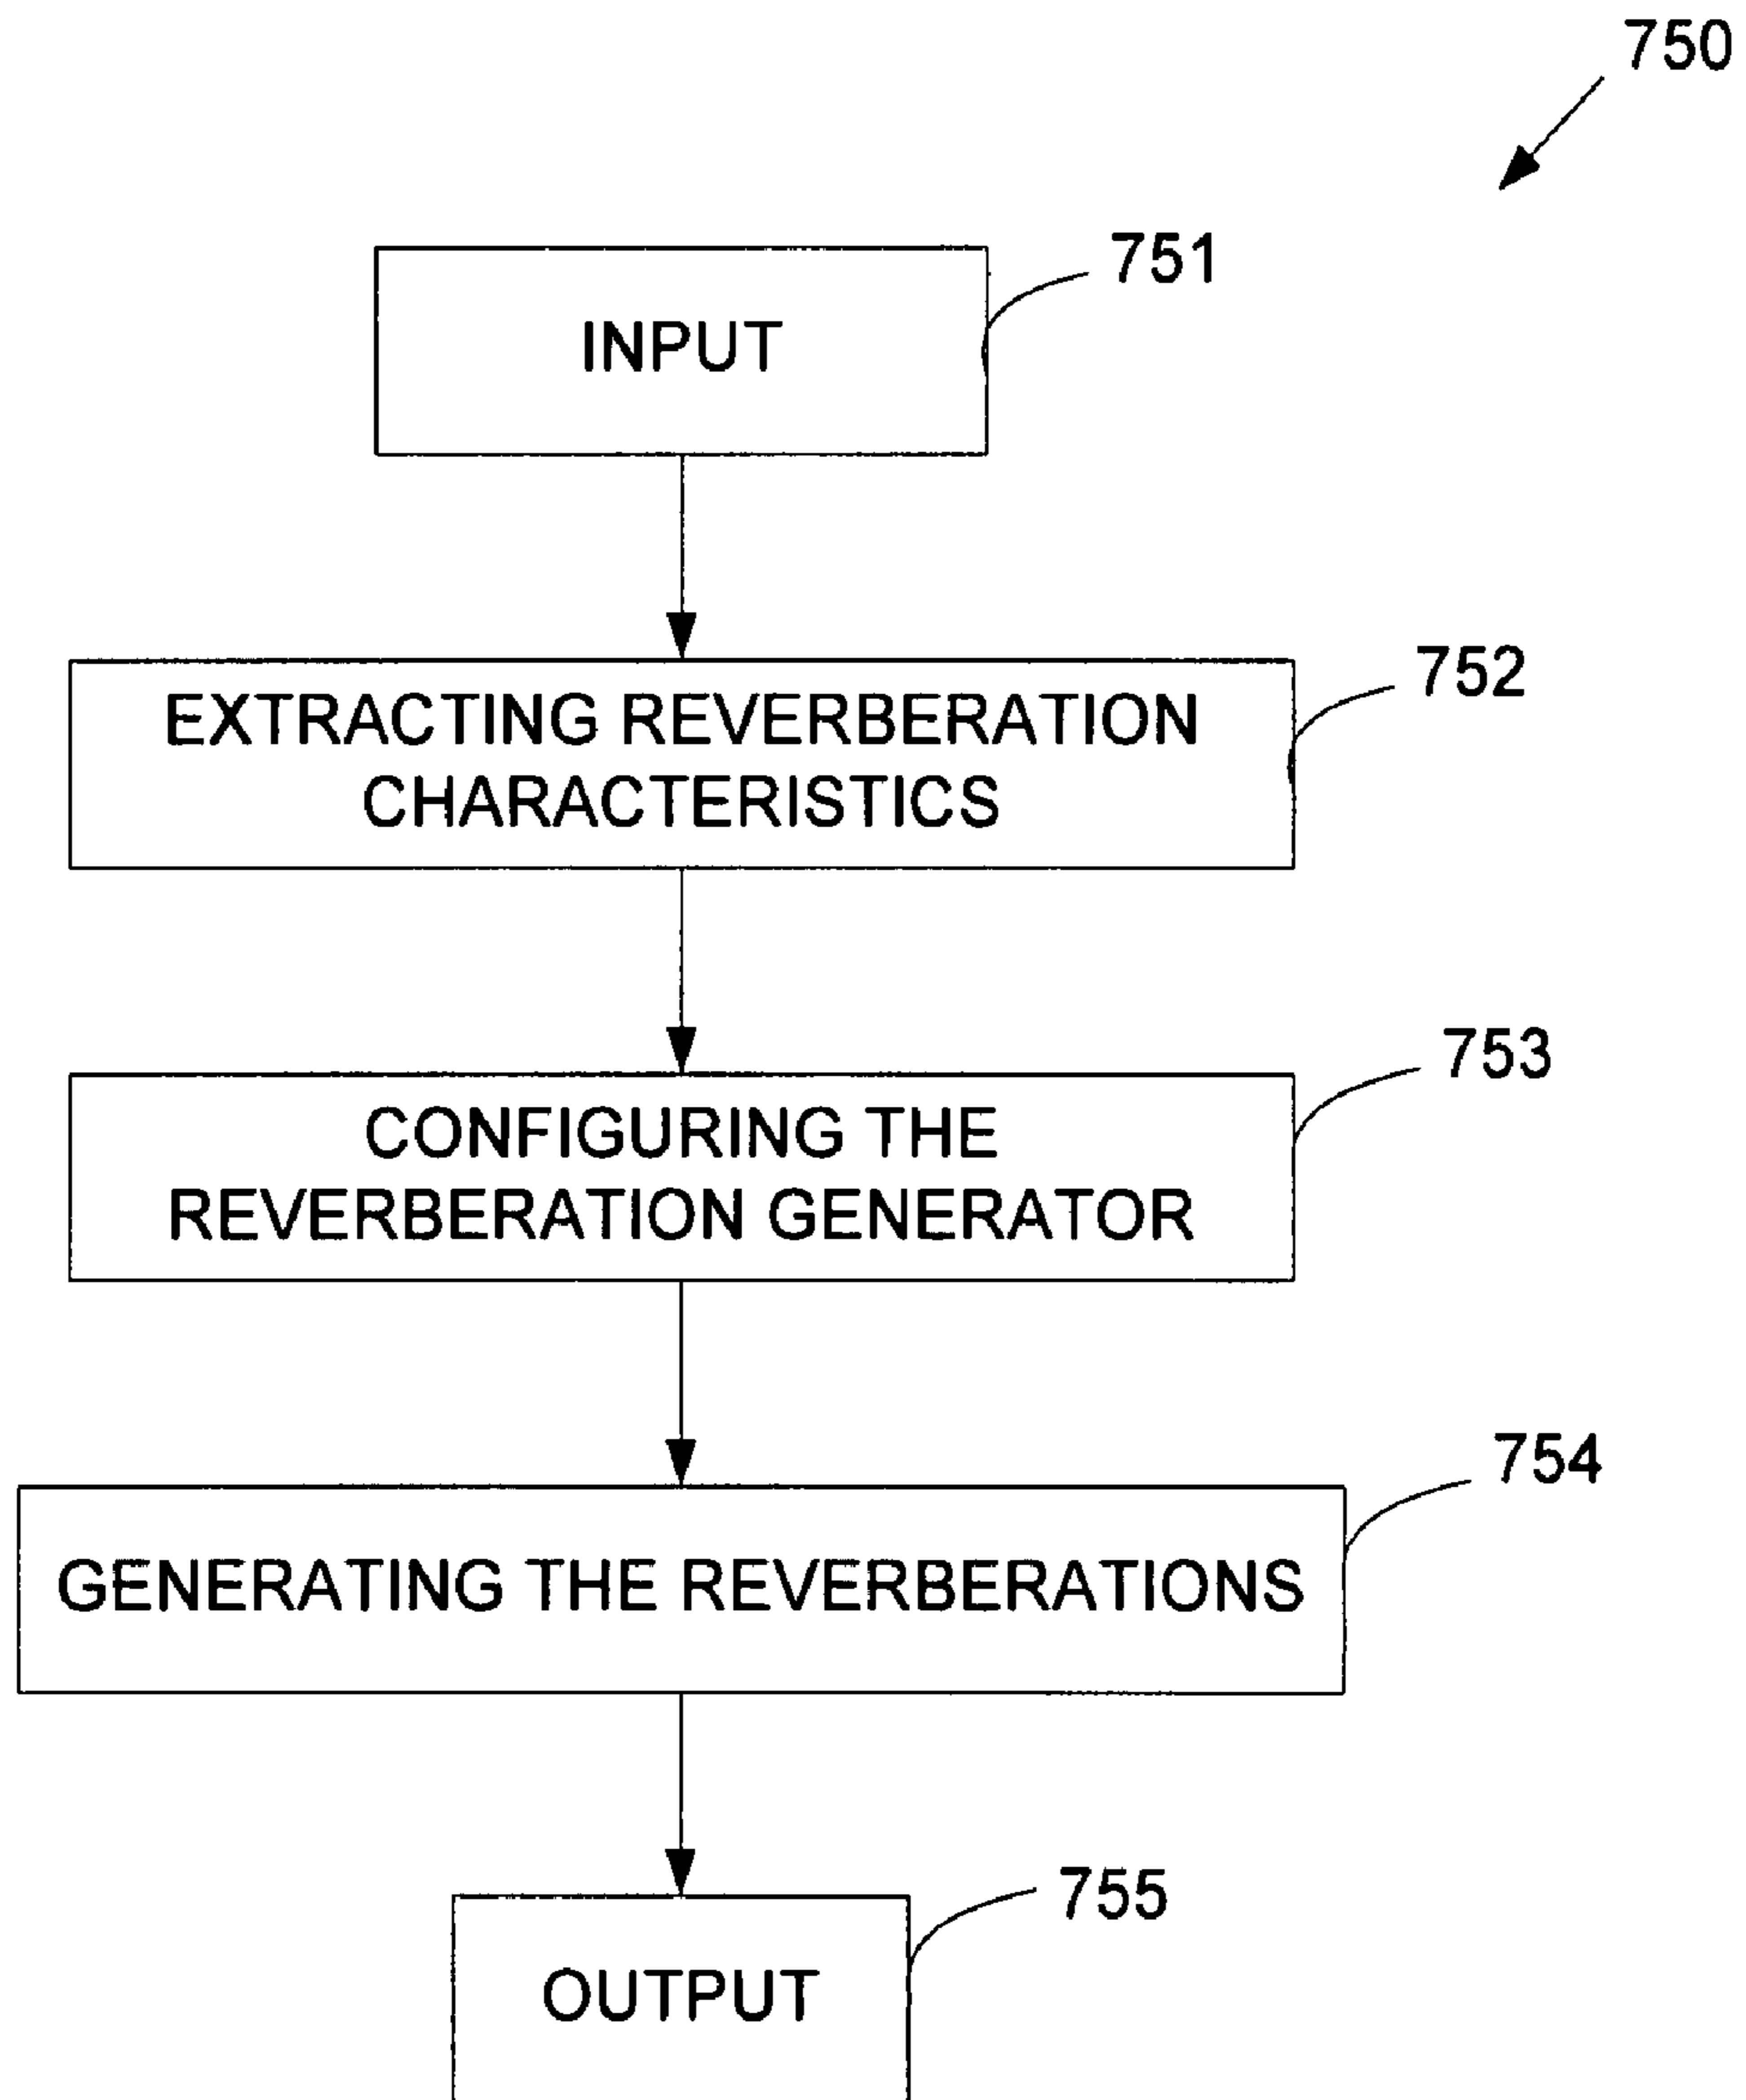 750
751
INPUT
752
EXTRACTING REVERBERATION
CHARACTERISTICS
753
CONFIGURING THE
REVERBERATION GENERATOR
754
GENERATING THE REVERBERATIONS
755
OUTPUT